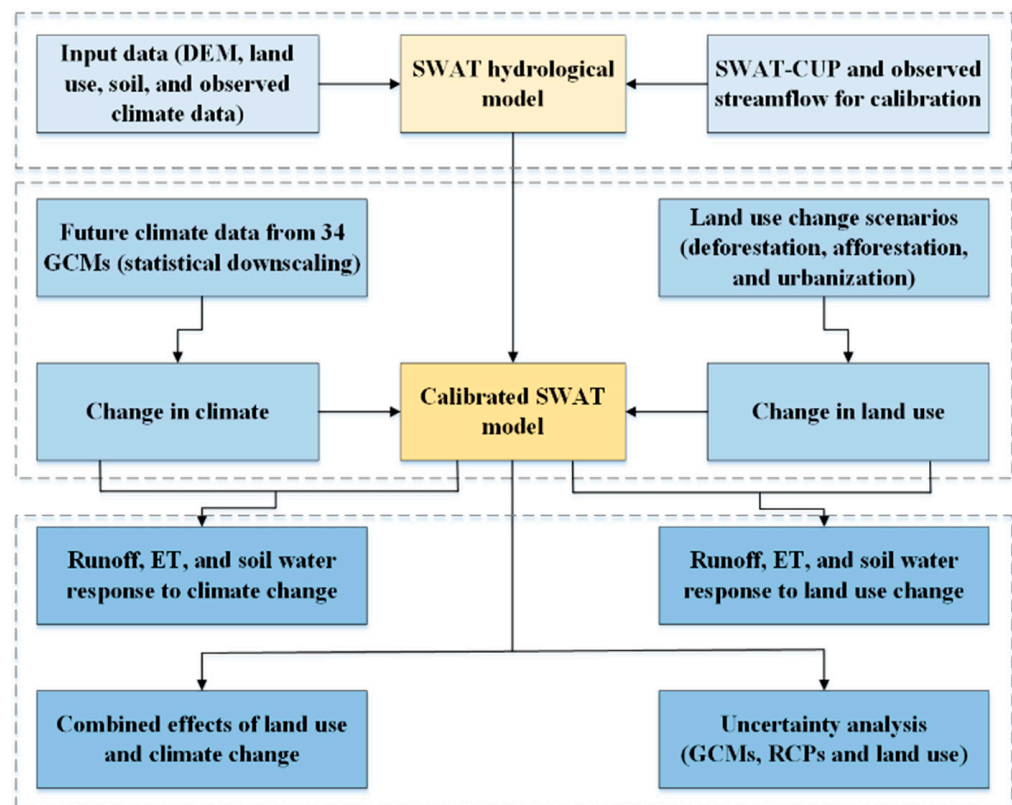 Input data (DEM, land
use, soil, and observed
climate data)
SWAT hydrological
model
SWAT-CUP and observed
streamflow for calibration
Future climate data from 34
GCMs (statistical downscaling)
Land use change scenarios
(deforestation, afforestation,
and urbanization)
Change in climate
Calibrated SWAT
model
Change in land use
Runoff, ET, and soil water
response to climate change
Runoff, ET, and soil water
response to land use change
Combined effects of land use
and climate change
Uncertainty analysis
(GCMs, RCPs and land use)